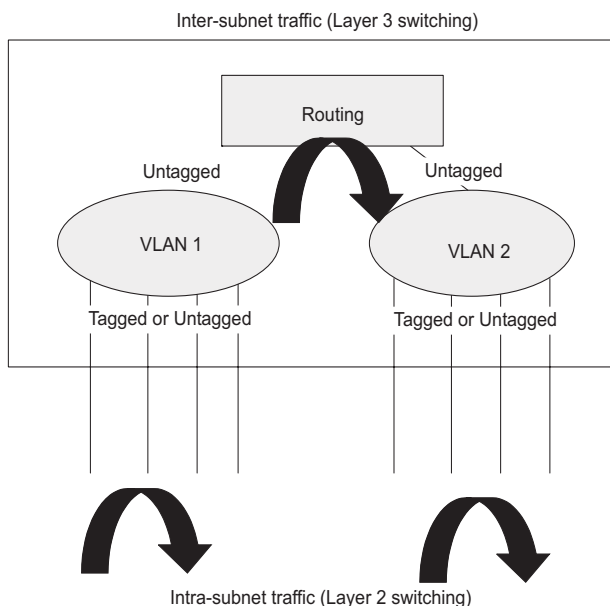 Inter-subnet traffic (Layer 3 switching)
Routing
Untagged
Untagged
VLAN 1
VLAN 2
Tagged or Untagged
Tagged or Untagged
Intra-subnet traffic (Layer 2 switching)